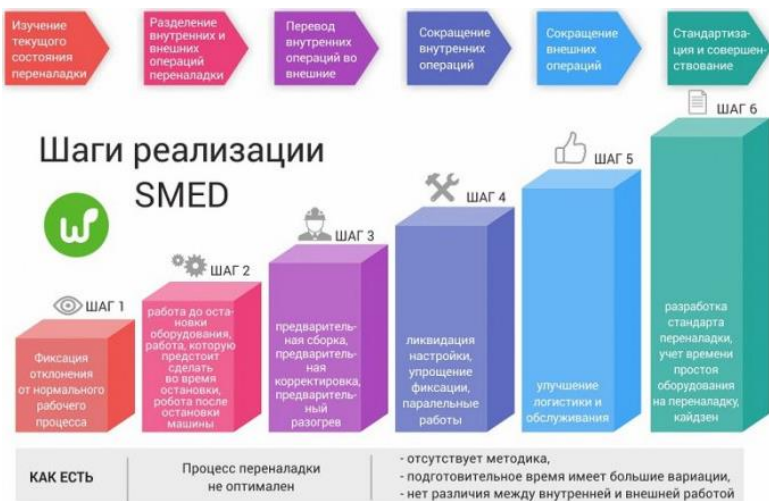 Изучение
текущего
состояния
переналадки
Разделение
внутренних и
внешних
операций
переналадки
Перевод
внутренних
операций во
внешние
Сокращение
внутренних
операций
Сокращение
внешних
операций
Стандартиза-
ция и совершен-
ствование
Шаги реализации
SMED
ШАГ 1
Фиксация
отклонения
от нормального
рабочего
процесса
ШАГ 2
работа до оста-
новки
оборудования,
работа, которую
предстоит
сделать
во время
остановки,
робота после
остановки
машины
ШАГ 3
предваритель-
ная сборка,
предваритель-
ная
корректировка,
предваритель-
ный
разогрев
ШАГ 4
ликвидация
настройки,
упрощение
фиксации,
паралельные
работы
ШАГ 5
улучшение
логистики и
обслуживания
ШАГ 6
разработка
стандарта
переналадки,
учет времени
простоя
оборудования
на переналадку,
кайдзен
КАК ЕСТЬ
Процесс переналадки
не оптимален
- отсутствует методика,
- подготовительное время имеет большие вариации,
- нет различия между внутренней и внешней работой